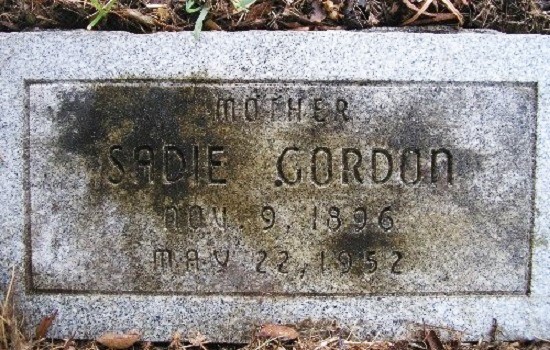 MOTHER
SADIE GORDON
NOV. 9, 1896
MAY 22, 1952